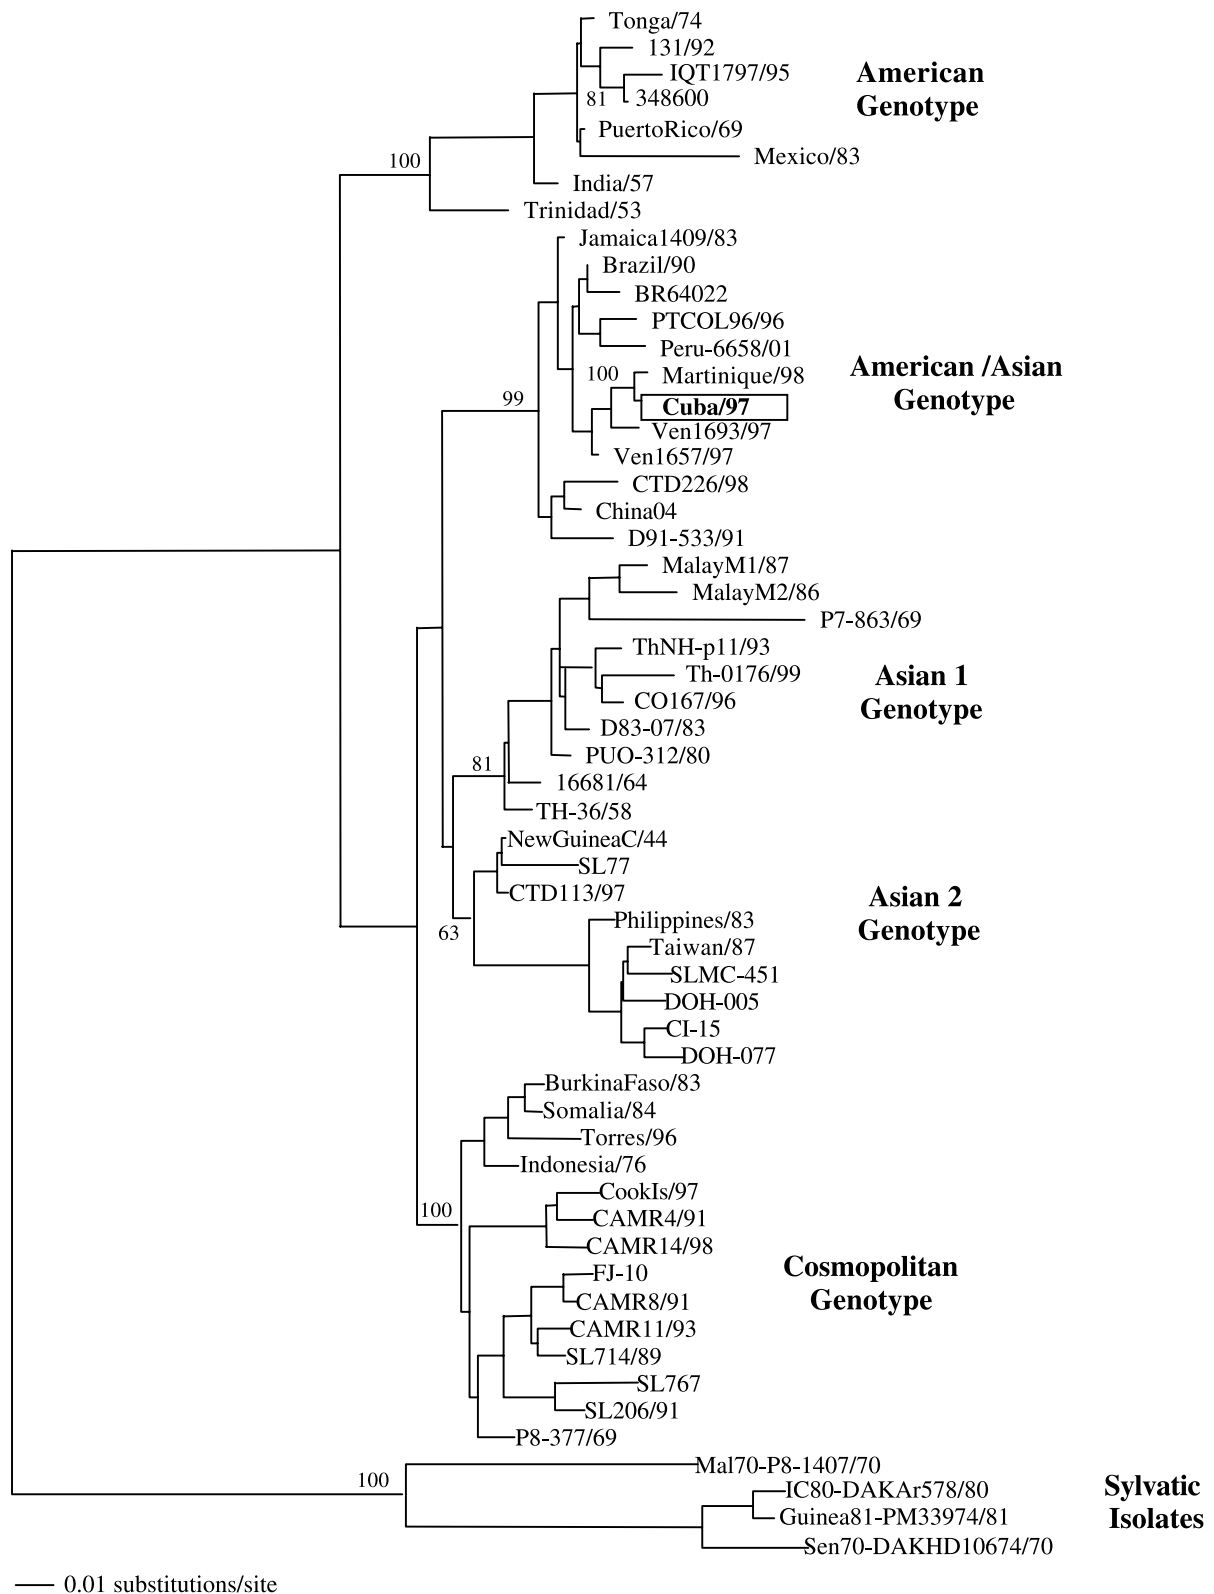 Tonga/74
131/92
IQT1797/95
81
348600
American
Genotype
PuertoRico/69
Mexico/83
100
India/57
Trinidad/53
Jamaica1409/83
Brazil/90
BR64022
PTCOL96/96
Peru-6658/01
100
Martinique/98
American /Asian
Genotype
99
Cuba/97
Ven1693/97
Ven1657/97
CTD226/98
China04
D91-533/91
MalayM1/87
MalayM2/86
P7-863/69
ThNH-p11/93
Th-0176/99
Asian 1
Genotype
CO167/96
D83-07/83
PUO-312/80
81
16681/64
TH-36/58
NewGuineaC/44
SL77
CTD113/97
Asian 2
Genotype
Philippines/83
63
Taiwan/87
SLMC-451
DOH-005
CI-15
DOH-077
BurkinaFaso/83
Somalia/84
Torres/96
Indonesia/76
CookIs/97
100
CAMR4/91
CAMR14/98
Cosmopolitan
Genotype
FJ-10
CAMR8/91
CAMR11/93
SL714/89
SL767
SL206/91
P8-377/69
Mal70-P8-1407/70
100
IC80-DAKAr578/80
Guinea81-PM33974/81
Sen70-DAKHD10674/70
Sylvatic
Isolates
0.01 substitutions/site